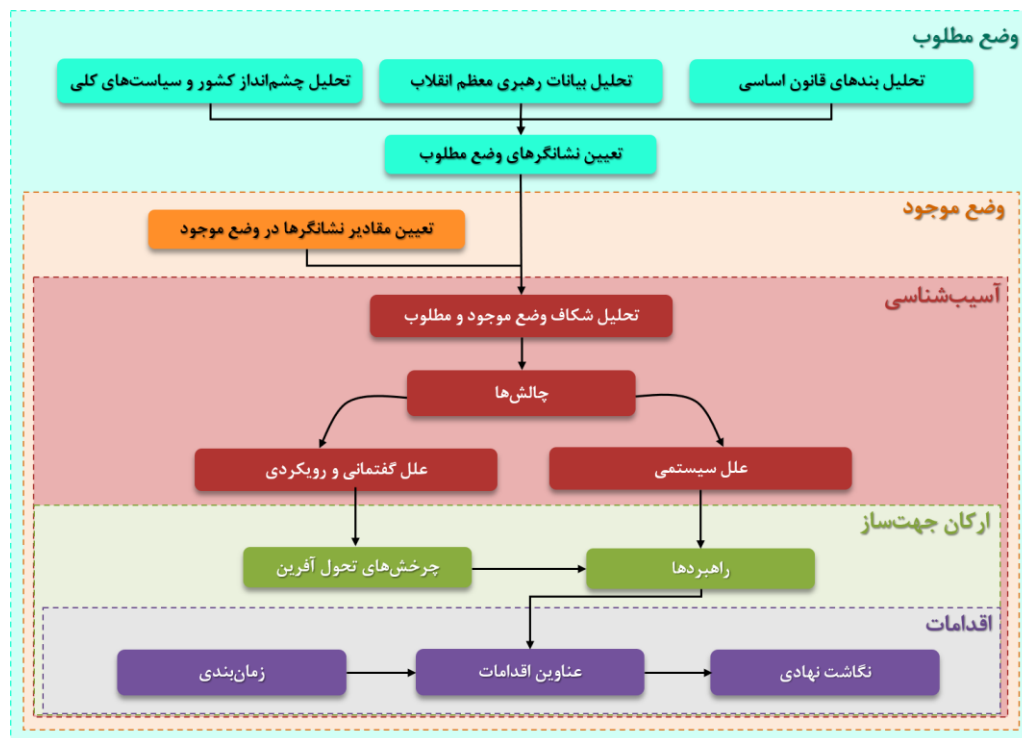 وضع مطلوب
تحلیل بندهای قانون اساسی
تحلیل بیانات رهبری معظم انقلاب
تحلیل چشم‌انداز کشور و سیاست‌های کلی
تعیین نشانگرهای وضع مطلوب
وضع موجود
تعیین مقادیر نشانگرها در وضع موجود
آسیب‌شناسی
تحلیل شکاف وضع موجود و مطلوب
چالش‌ها
علل سیستمی
علل گفتمانی و رویکردی
ارکان جهت‌ساز
راهبردها
چرخش‌های تحول آفرین
اقدامات
نگاشت نهادی
عناوین اقدامات
زمان‌بندی